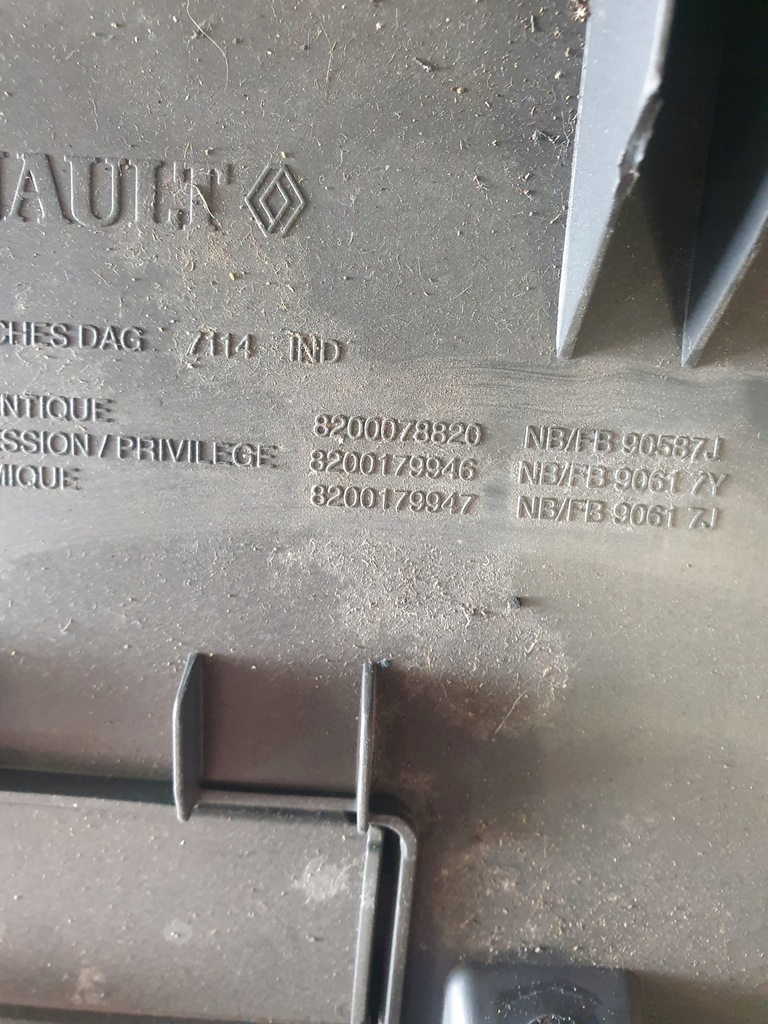 NAULT
CHES DAG 7114 IND
NTIQUE 8200078820 NB/FB 90587J
ESSION / PRIVILEGE 8200179946 NB/FB 9061 7Y
MIQUE 8200179947 NB/FB 9061 7J